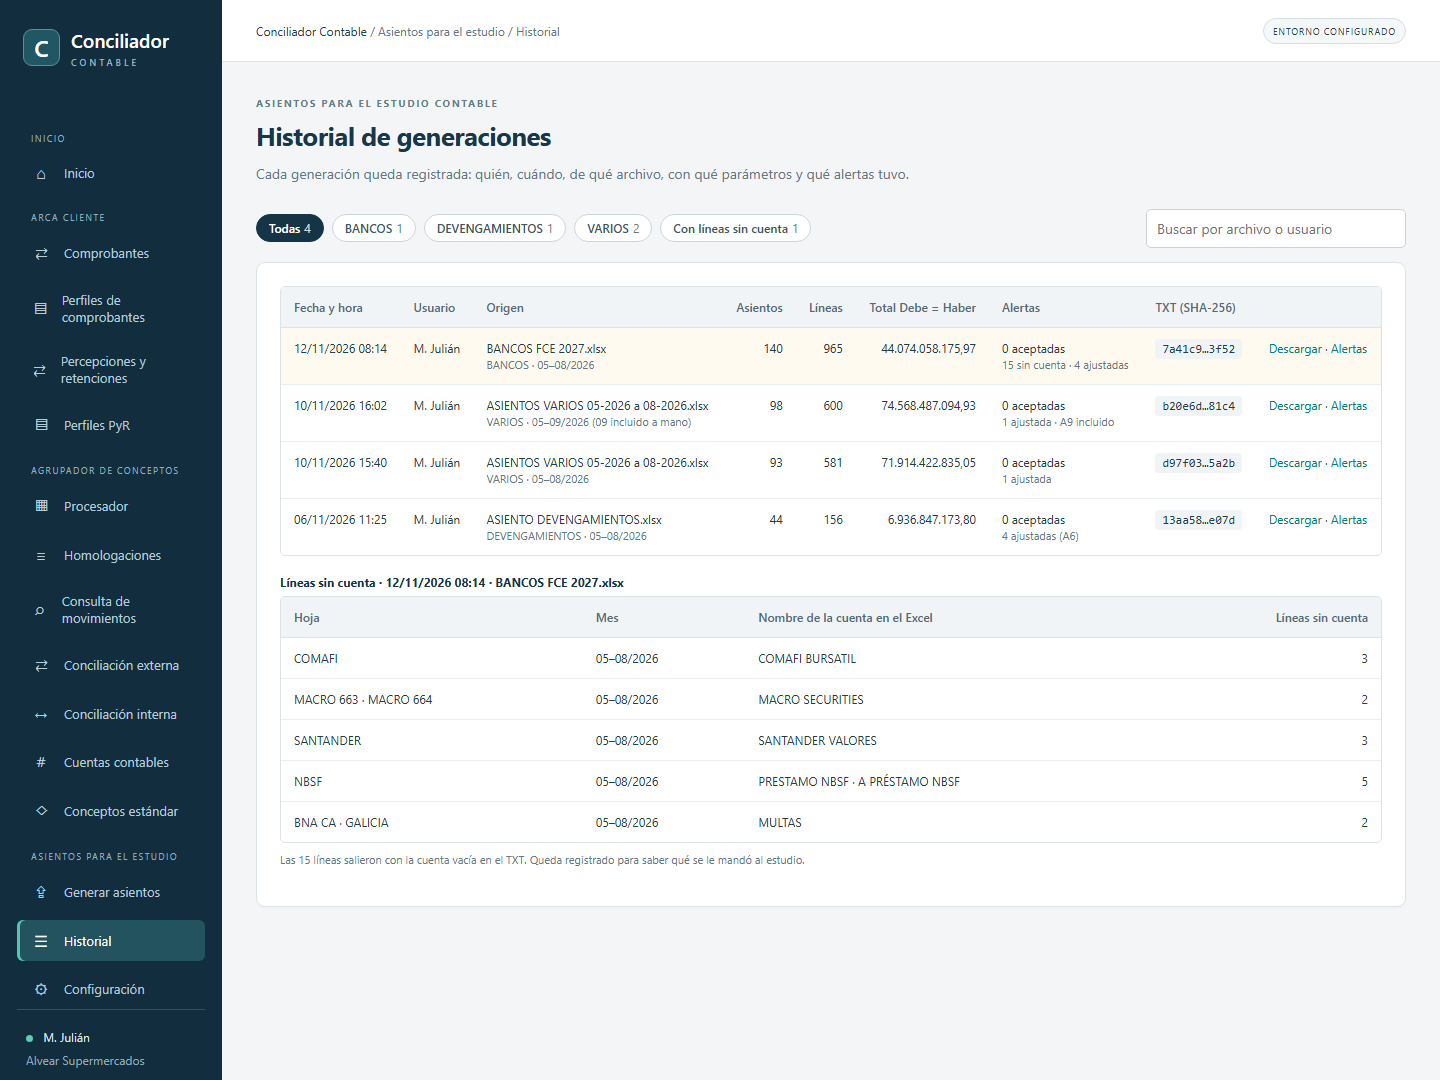 C
Conciliador
CONTABLE
INICIO
Inicio
ARCA CLIENTE
Comprobantes
Perfiles de
comprobantes
Percepciones y
retenciones
Perfiles PyR
AGRUPADOR DE CONCEPTOS
Procesador
Homologaciones
Consulta de
movimientos
Conciliación externa
Conciliación interna
# Cuentas contables
Conceptos estándar
ASIENTOS PARA EL ESTUDIO
Generar asientos
Historial
Configuración
M. Julián
Alvear Supermercados
Conciliador Contable / Asientos para el estudio / Historial
ENTORNO CONFIGURADO
ASIENTOS PARA EL ESTUDIO CONTABLE
Historial de generaciones
Cada generación queda registrada: quién, cuándo, de qué archivo, con qué parámetros y qué alertas tuvo.
Todas 4 BANCOS 1 DEVENGAMIENTOS 1 VARIOS 2 Con líneas sin cuenta 1
Buscar por archivo o usuario
Fecha y hora Usuario Origen Asientos Líneas Total Debe = Haber Alertas TXT (SHA-256)
12/11/2026 08:14 M. Julián BANCOS FCE 2027.xlsx 140 965 44.074.058.175,97 0 aceptadas 7a41c9…3f52 Descargar · Alertas
BANCOS · 05–08/2026 15 sin cuenta · 4 ajustadas
10/11/2026 16:02 M. Julián ASIENTOS VARIOS 05-2026 a 08-2026.xlsx 98 600 74.568.487.094,93 0 aceptadas b20e6d…81c4 Descargar · Alertas
VARIOS · 05–09/2026 (09 incluido a mano) 1 ajustada · A9 incluido
10/11/2026 15:40 M. Julián ASIENTOS VARIOS 05-2026 a 08-2026.xlsx 93 581 71.914.422.835,05 0 aceptadas d97f03…5a2b Descargar · Alertas
VARIOS · 05–08/2026 1 ajustada
06/11/2026 11:25 M. Julián ASIENTO DEVENGAMIENTOS.xlsx 44 156 6.936.847.173,80 0 aceptadas 13aa58…e07d Descargar · Alertas
DEVENGAMIENTOS · 05–08/2026 4 ajustadas (A6)
Líneas sin cuenta · 12/11/2026 08:14 · BANCOS FCE 2027.xlsx
Hoja Mes Nombre de la cuenta en el Excel Líneas sin cuenta
COMAFI 05–08/2026 COMAFI BURSATIL 3
MACRO 663 · MACRO 664 05–08/2026 MACRO SECURITIES 2
SANTANDER 05–08/2026 SANTANDER VALORES 3
NBSF 05–08/2026 PRESTAMO NBSF · A PRÉSTAMO NBSF 5
BNA CA · GALICIA 05–08/2026 MULTAS 2
Las 15 líneas salieron con la cuenta vacía en el TXT. Queda registrado para saber qué se le mandó al estudio.